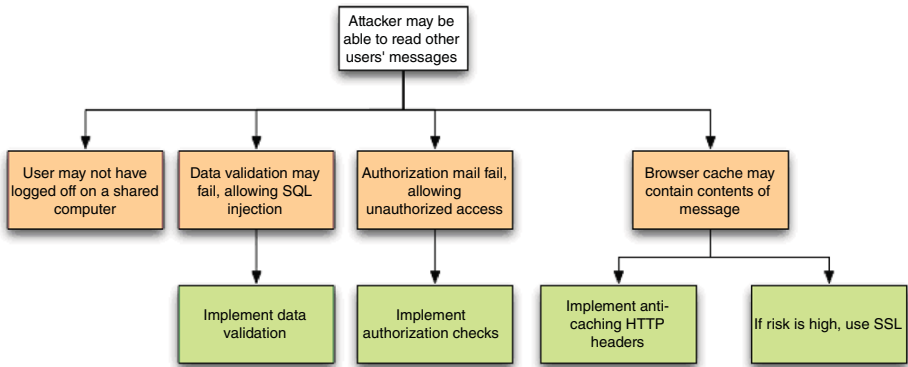 Attacker may be
able to read other
users' messages
User may not have
logged off on a shared
computer
Data validation may
fail, allowing SQL
injection
Authorization mail fail,
allowing
unauthorized access
Browser cache may
contain contents of
message
Implement data
validation
Implement
authorization checks
Implement anti-
caching HTTP
headers
If risk is high, use SSL